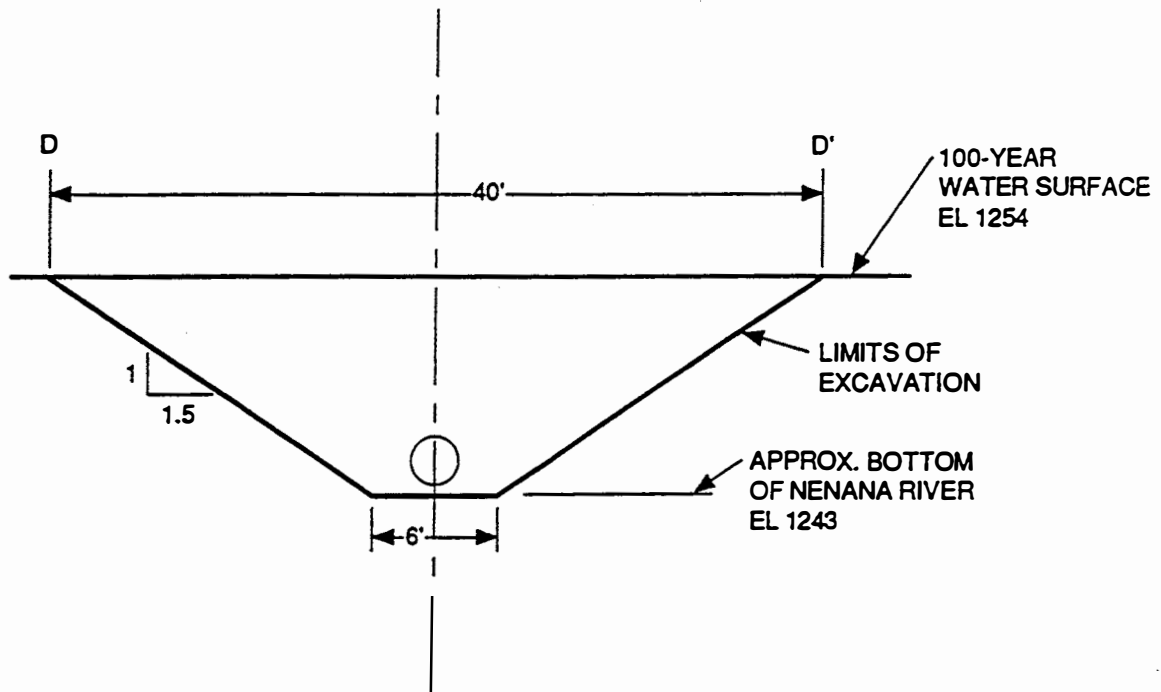 D
D'
40'
100-YEAR
WATER SURFACE
EL 1254
1
1.5
LIMITS OF
EXCAVATION
APPROX. BOTTOM
OF NENANA RIVER
EL 1243
6'